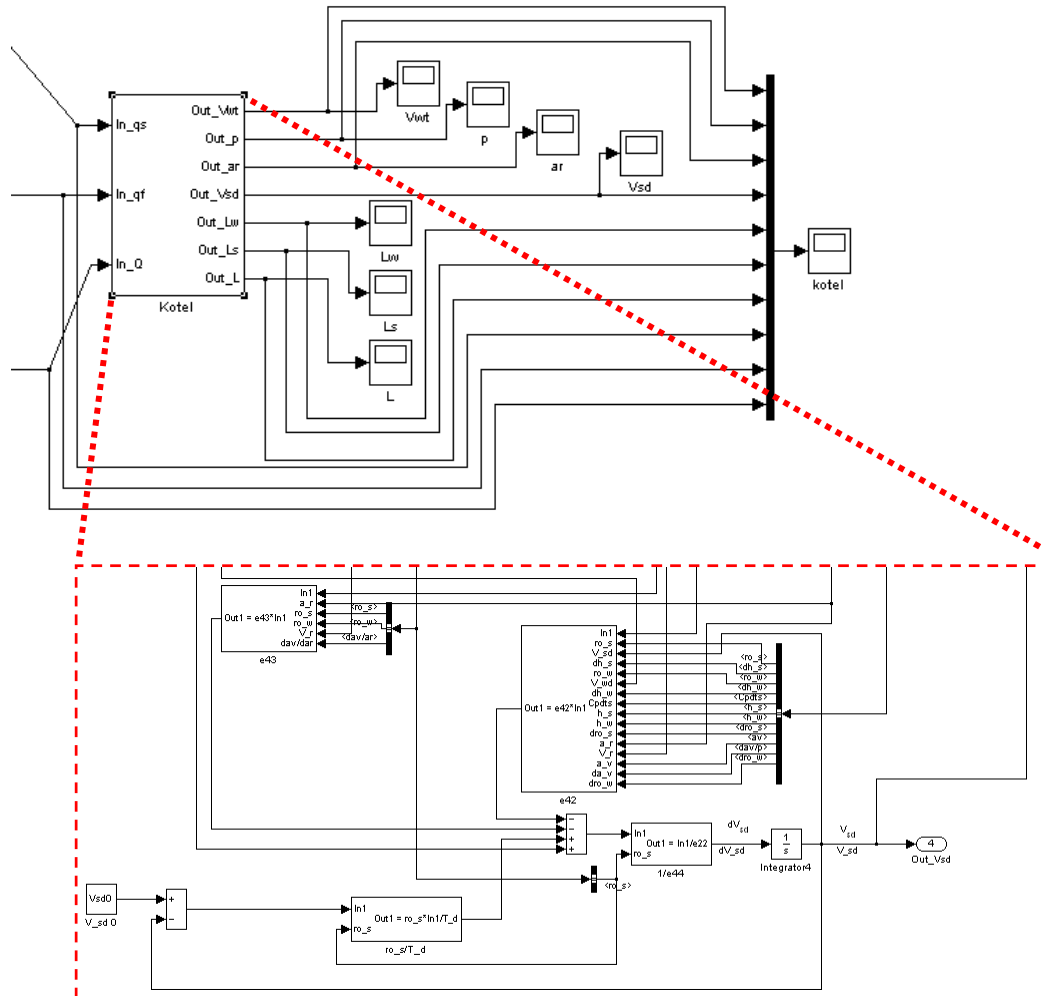 In_qs
In_qf
In_Q
Out_Vwt
Out_p
Out_ar
Out_Vsd
Out_Lw
Out_Ls
Out_L
Kotel
Vwt
p
ar
Vsd
Lw
Ls
L
kotel
In1
a_r
ro_s
ro_w
V_r
dav/dar
Out1 = e43*In1
e43
<ro_s>
<ro_w>
<dav/ar>
In1
ro_s
V_sd
dh_s
ro_w
V_wd
dh_w
Cpdts
h_s
h_w
dro_s
a_r
V_r
a_v
da_v
dro_w
Out1 = e42*In1
e42
<ro_s>
<dh_s>
<ro_w>
<dh_w>
<Cpdts>
<h_s>
<h_w>
<dro_s>
<av>
<dav/p>
<dro_w>
In1
ro_s
Out1 = In1/e22
1/e44
dV_sd
dV_sd
1
s
Integrator4
V_sd
V_sd
4
Out_Vsd
<ro_s>
Vsd0
V_sd 0
In1
ro_s
Out1 = ro_s*In1/T_d
ro_s/T_d